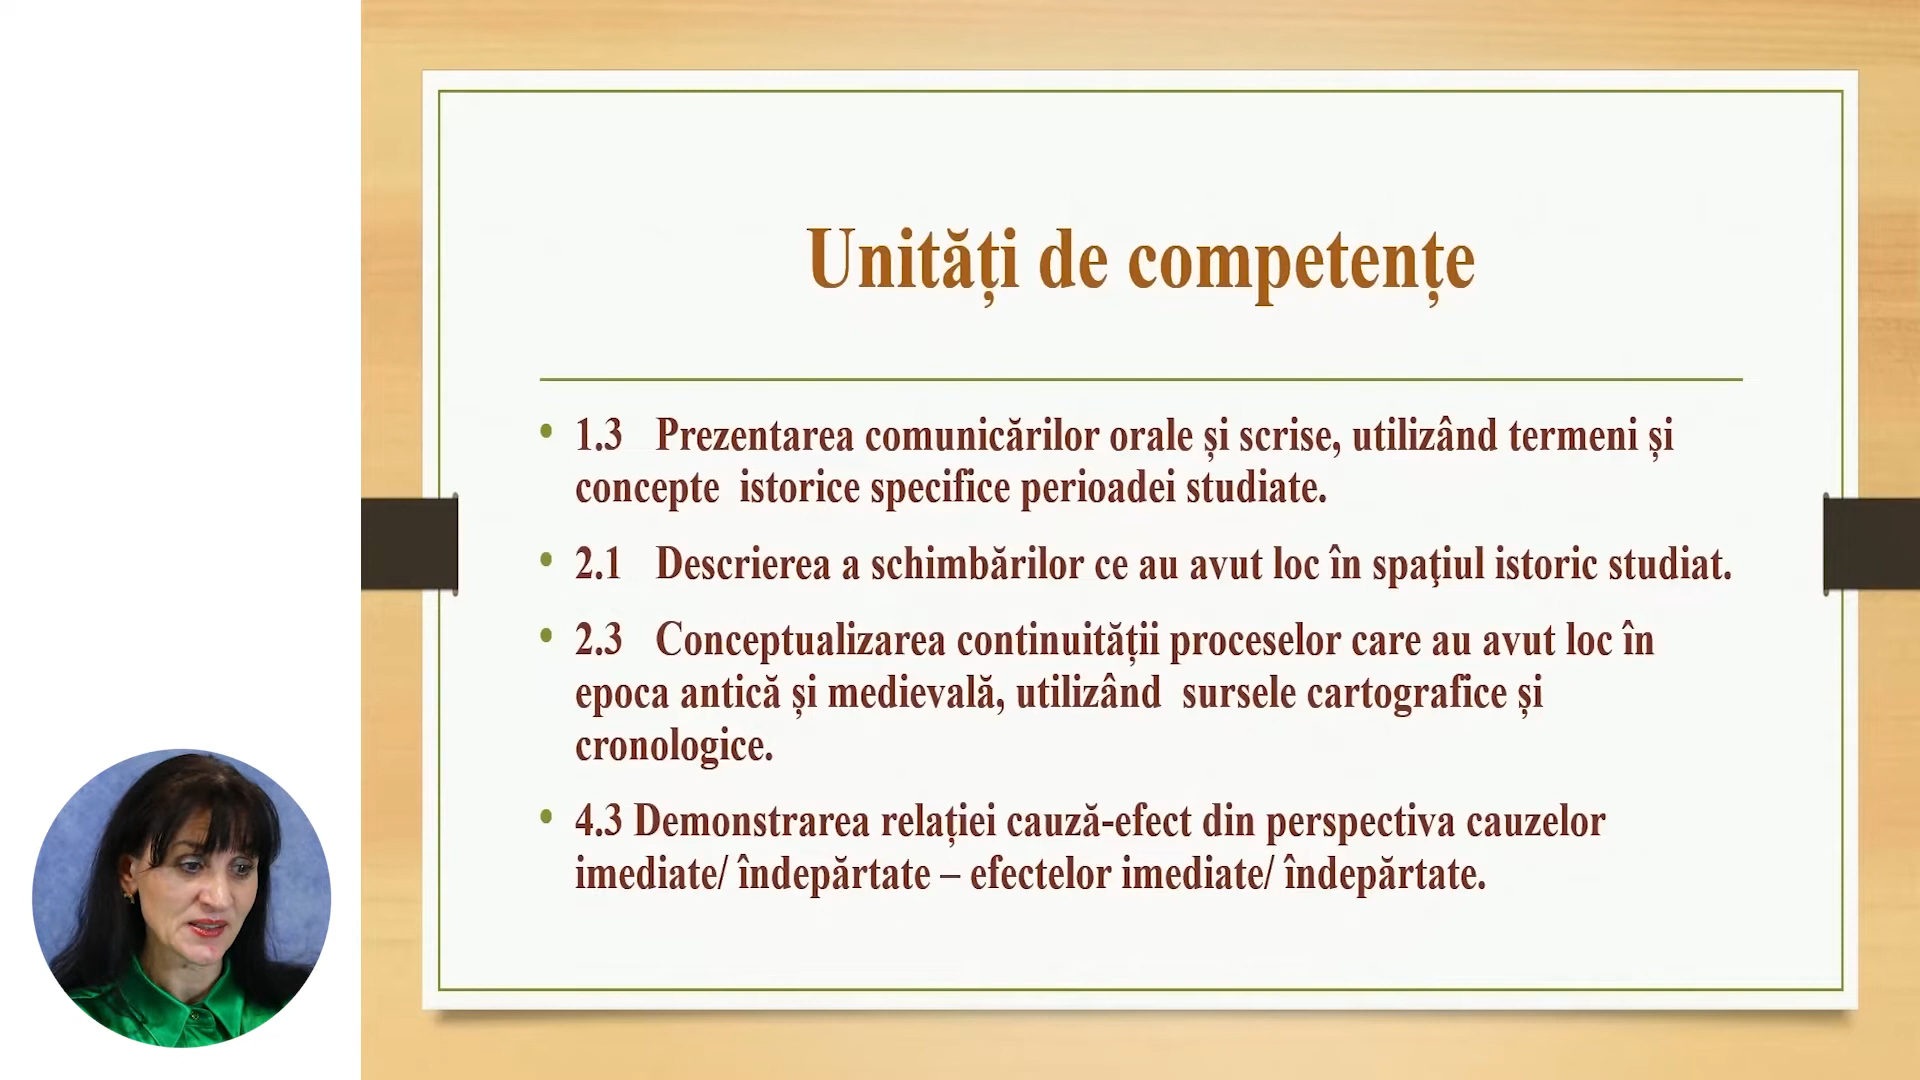 Unități de competențe
• 1.3 Prezentarea comunicărilor orale și scrise, utilizând termeni și
concepte istorice specifice perioadei studiate.
• 2.1 Descrierea a schimbărilor ce au avut loc în spaţiul istoric studiat.
• 2.3 Conceptualizarea continuității proceselor care au avut loc în
epoca antică și medievală, utilizând sursele cartografice și
cronologice.
• 4.3 Demonstrarea relației cauză-efect din perspectiva cauzelor
imediate/ îndepărtate – efectelor imediate/ îndepărtate.